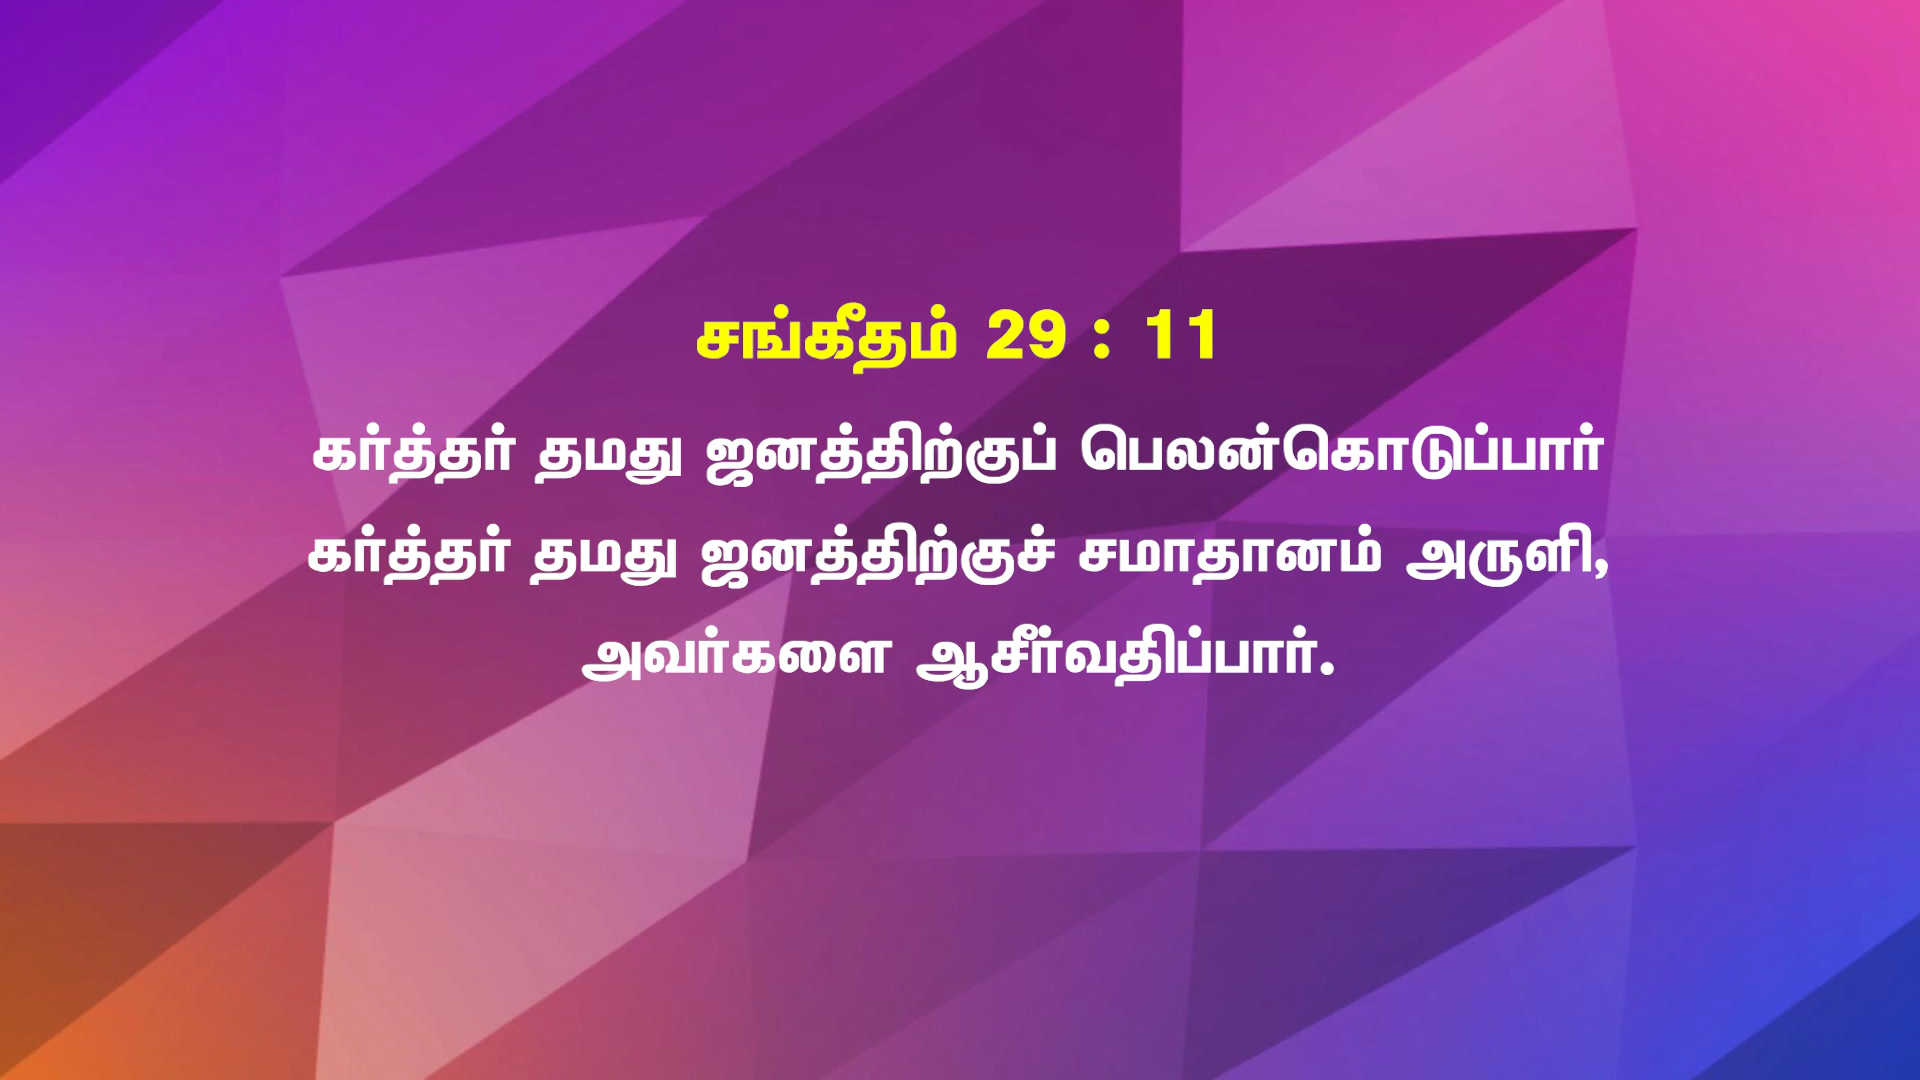 சங்கீதம் 29 : 11
கர்த்தர் தமது ஜனத்திற்குப் பெலன்கொடுப்பார்
கர்த்தர் தமது ஜனத்திற்குச் சமாதானம் அருளி,
அவர்களை ஆசீர்வதிப்பார்.